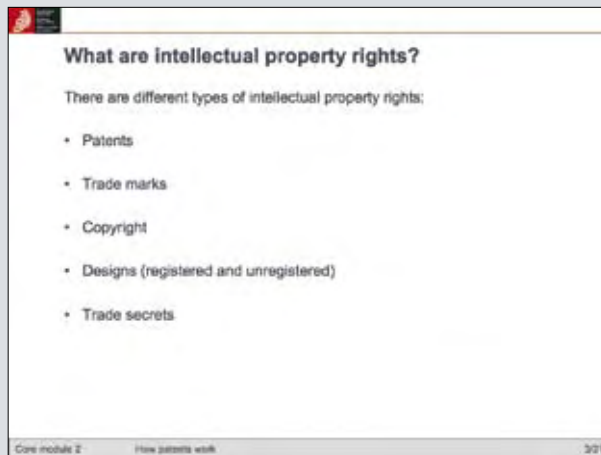 What are intellectual property rights?
There are different types of intellectual property rights:
• Patents
• Trade marks
• Copyright
• Designs (registered and unregistered)
• Trade secrets
Core module 2 How patents work